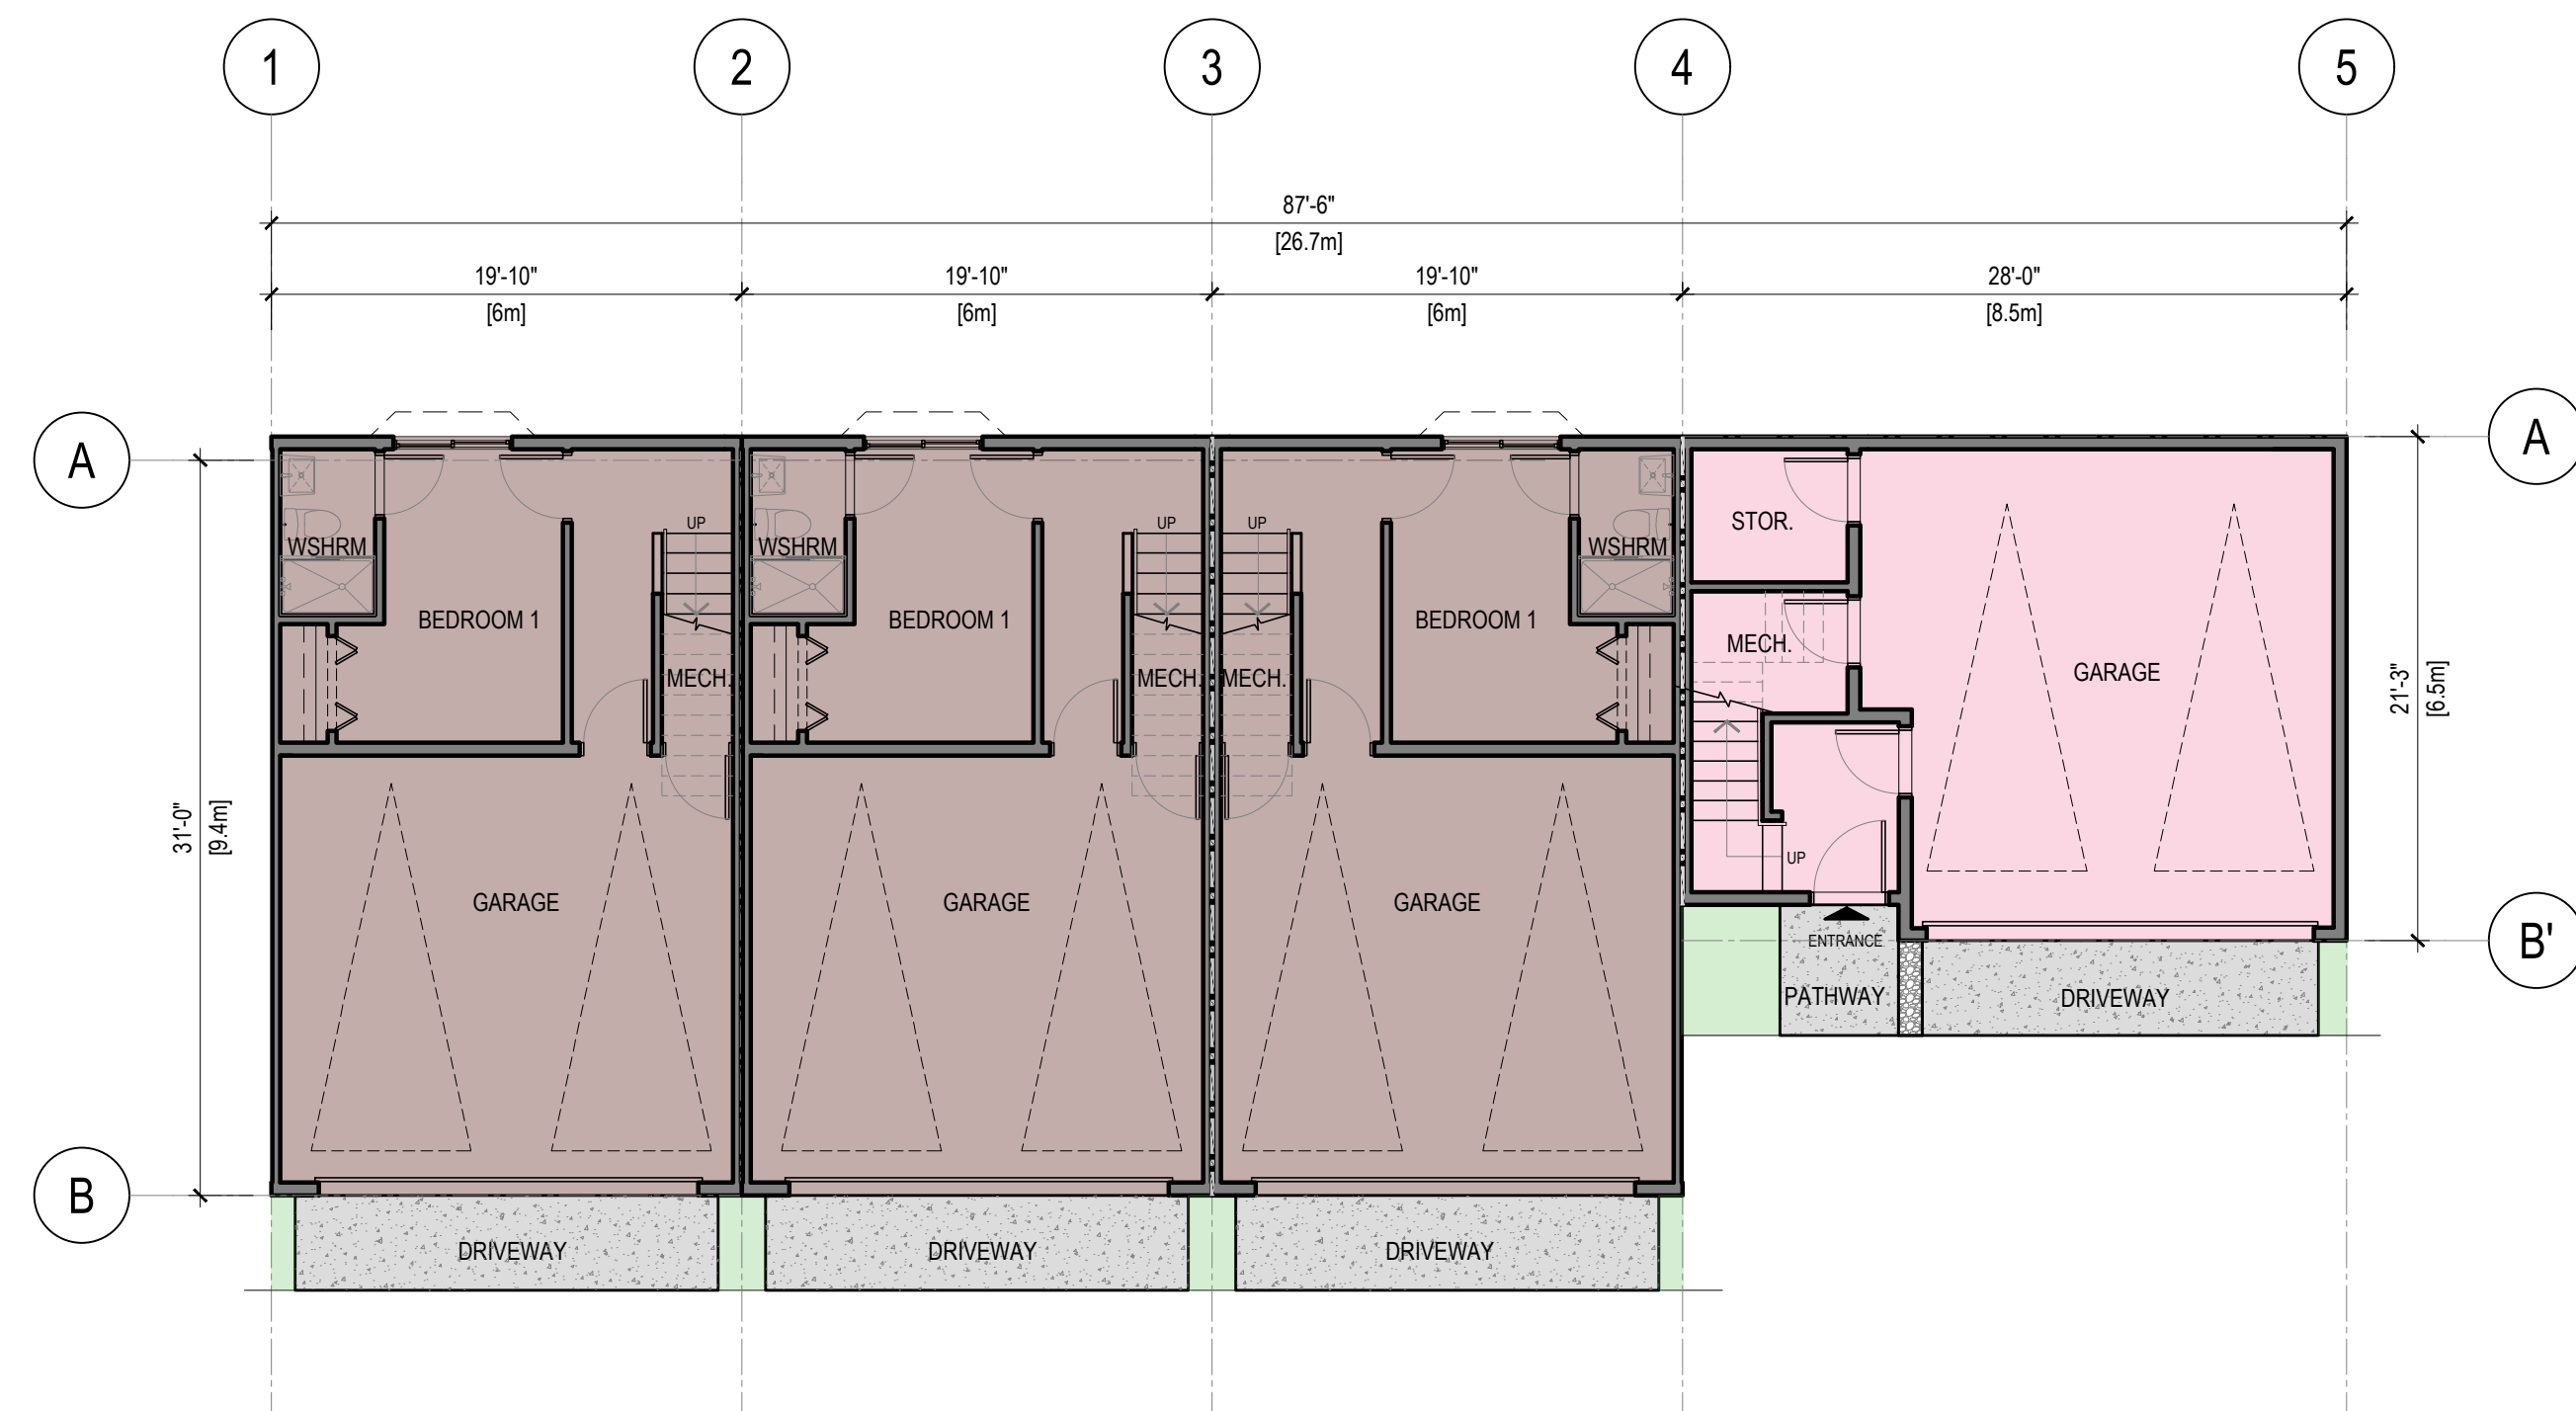 1
2
3
4
5
87'-6"
[26.7m]
19'-10"
19'-10"
19'-10"
28'-0"
[6m]
[6m]
[6m]
[8.5m]
A
A
UP
UP
UP
STOR.
WSHRM
WSHRM
WSHRM
BEDROOM 1
BEDROOM 1
BEDROOM 1
MECH.
MECH.
MECH.
MECH.
GARAGE
21'-3"
[6.5m]
31'-0"
[9.4m]
UP
GARAGE
GARAGE
GARAGE
ENTRANCE
B'
PATHWAY
DRIVEWAY
B
DRIVEWAY
DRIVEWAY
DRIVEWAY